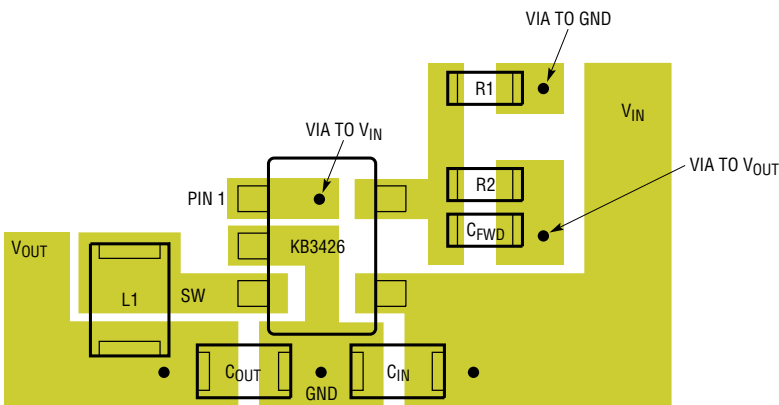 VIA TO GND
R1
VIN
VIA TO VIN
R2
VIA TO VOUT
PIN 1
CFWD
KB3426
VOUT
L1
SW
COUT
GND
CIN